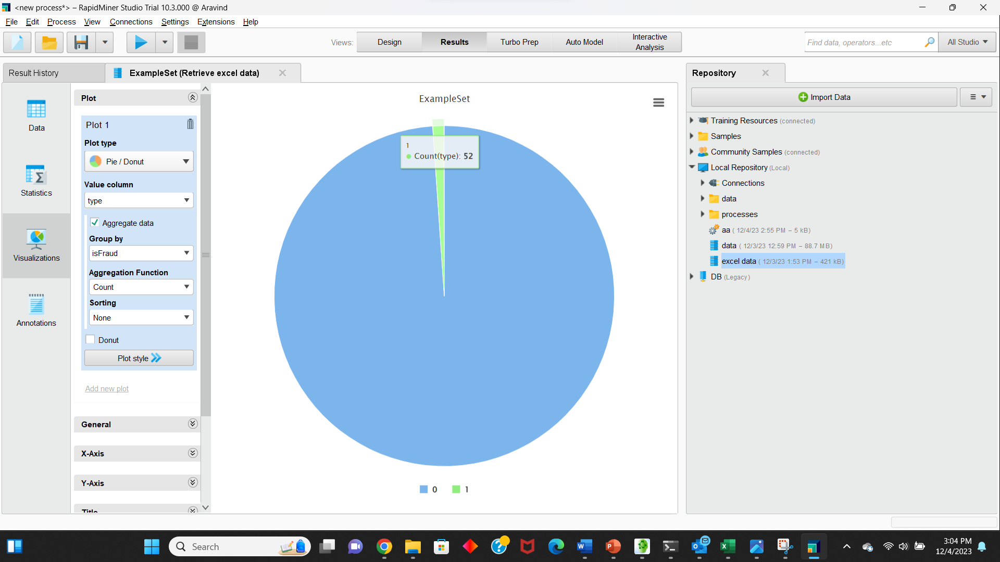 <new process*> – RapidMiner Studio Trial 10.3.000 @ Aravind
File Edit Process View Connections Settings Extensions Help
Views: Design Results Turbo Prep Auto Model Interactive Analysis
Find data, operators...etc All Studio
Result History
ExampleSet (Retrieve excel data)
Data
Statistics
Visualizations
Annotations
Plot
Plot 1
Plot type
Pie / Donut
Value column
type
Aggregate data
Group by
isFraud
Aggregation Function
Count
Sorting
None
Donut
Plot style
Add new plot
General
X-Axis
Y-Axis
Title
ExampleSet
1
Count(type): 52
0 1
Repository
Import Data
Training Resources (connected)
Samples
Community Samples (connected)
Local Repository (Local)
Connections
data
processes
aa ( 12/4/23 2:55 PM – 5 kB)
data ( 12/3/23 12:59 PM – 88.7 MB)
excel data ( 12/3/23 1:53 PM – 421 kB)
DB (Legacy)
Search
3:04 PM
12/4/2023